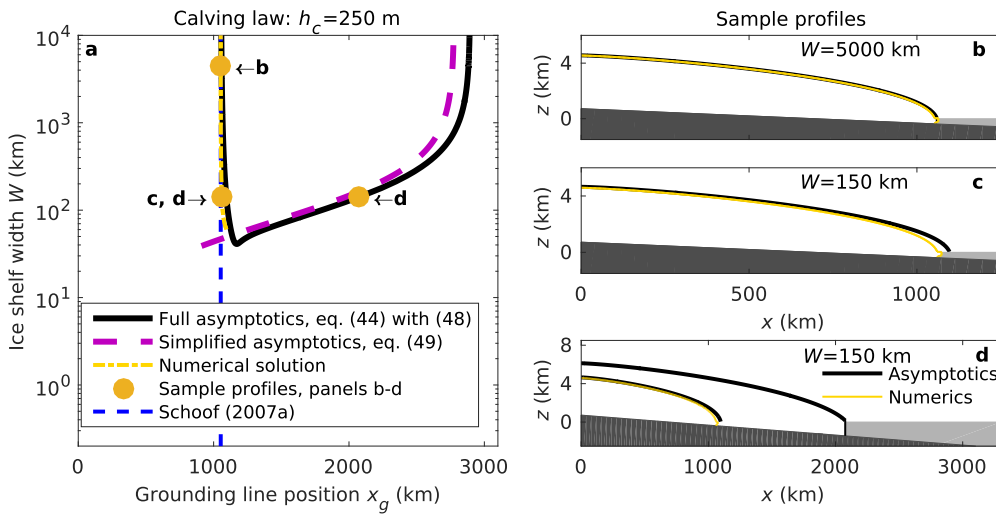 Calving law: h_c=250 m
a
10^4
10^3
10^2
10^1
10^0
Ice shelf width W (km)
←b
c, d→
←d
Full asymptotics, eq. (44) with (48)
Simplified asymptotics, eq. (49)
Numerical solution
Sample profiles, panels b-d
Schoof (2007a)
0 1000 2000 3000
Grounding line position x_g (km)
Sample profiles
W=5000 km
b
4
0
z (km)
W=150 km
c
4
0
z (km)
0 500 1000
x (km)
W=150 km
d
Asymptotics
Numerics
8
4
0
z (km)
0 1000 2000 3000
x (km)